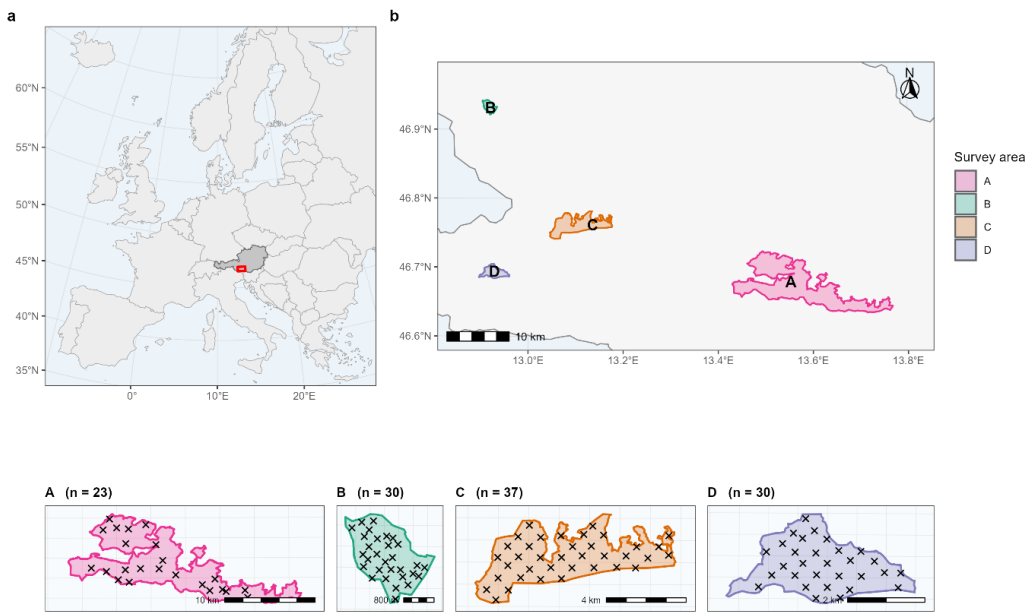 a
b
60°N
55°N
50°N
45°N
40°N
35°N
0°
10°E
20°E
N
46.9°N
46.8°N
46.7°N
46.6°N
B
C
D
A
10 km
13.0°E
13.2°E
13.4°E
13.6°E
13.8°E
Survey area
A
B
C
D
A (n = 23)
B (n = 30)
C (n = 37)
D (n = 30)
10 km
800
4 km
2 km